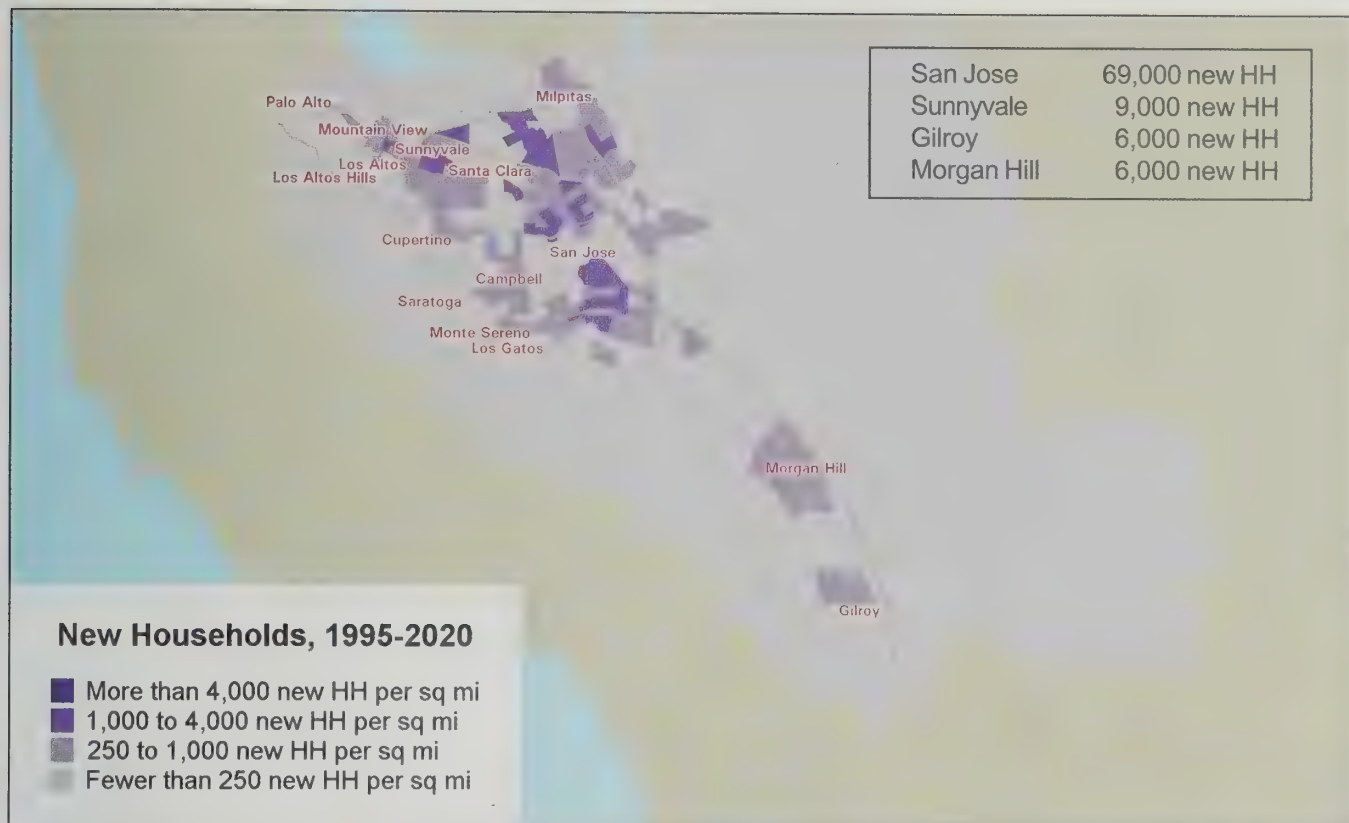 San Jose 69,000 new HH
Sunnyvale 9,000 new HH
Gilroy 6,000 new HH
Morgan Hill 6,000 new HH
Milpitas
Palo Alto
Mountain View
Sunnyvale
Los Altos
Santa Clara
Los Altos Hills
Cupertino
San Jose
Campbell
Saratoga
Monte Sereno
Los Gatos
Morgan Hill
Gilroy
New Households, 1995-2020
More than 4,000 new HH per sq mi
1,000 to 4,000 new HH per sq mi
250 to 1,000 new HH per sq mi
Fewer than 250 new HH per sq mi